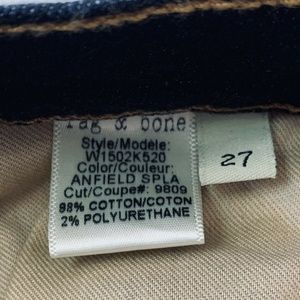 rag & bone
Style/Modele:
W1502K520
Color/Couleur:
ANFIELD SPLA
Cut/Coupe#: 9809
98% COTTON/COTON
2% POLYURETHANE
27